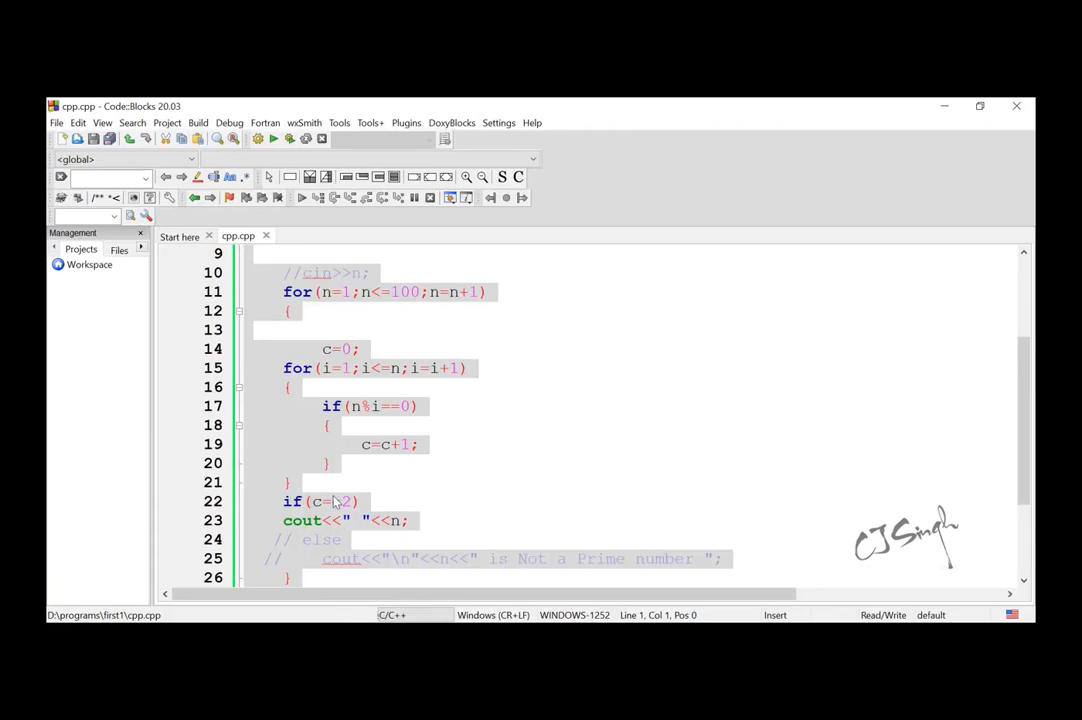 cpp.cpp - Code::Blocks 20.03
File Edit View Search Project Build Debug Fortran wxSmith Tools Tools+ Plugins DoxyBlocks Settings Help
<global>
S C
/** *<
Management
Start here cpp.cpp
Projects Files
Workspace
9
10 //cin>>n;
11 for(n=1;n<=100;n=n+1)
12 {
13
14 c=0;
15 for(i=1;i<=n;i=i+1)
16 {
17 if(n%i==0)
18 {
19 c=c+1;
20 }
21 }
22 if(c==2)
23 cout<<" "<<n;
24 // else
25 // cout<<"\n"<<n<<" is Not a Prime number ";
26 }
CJSingh
D:\programs\first1\cpp.cpp C/C++ Windows (CR+LF) WINDOWS-1252 Line 1, Col 1, Pos 0 Insert Read/Write default